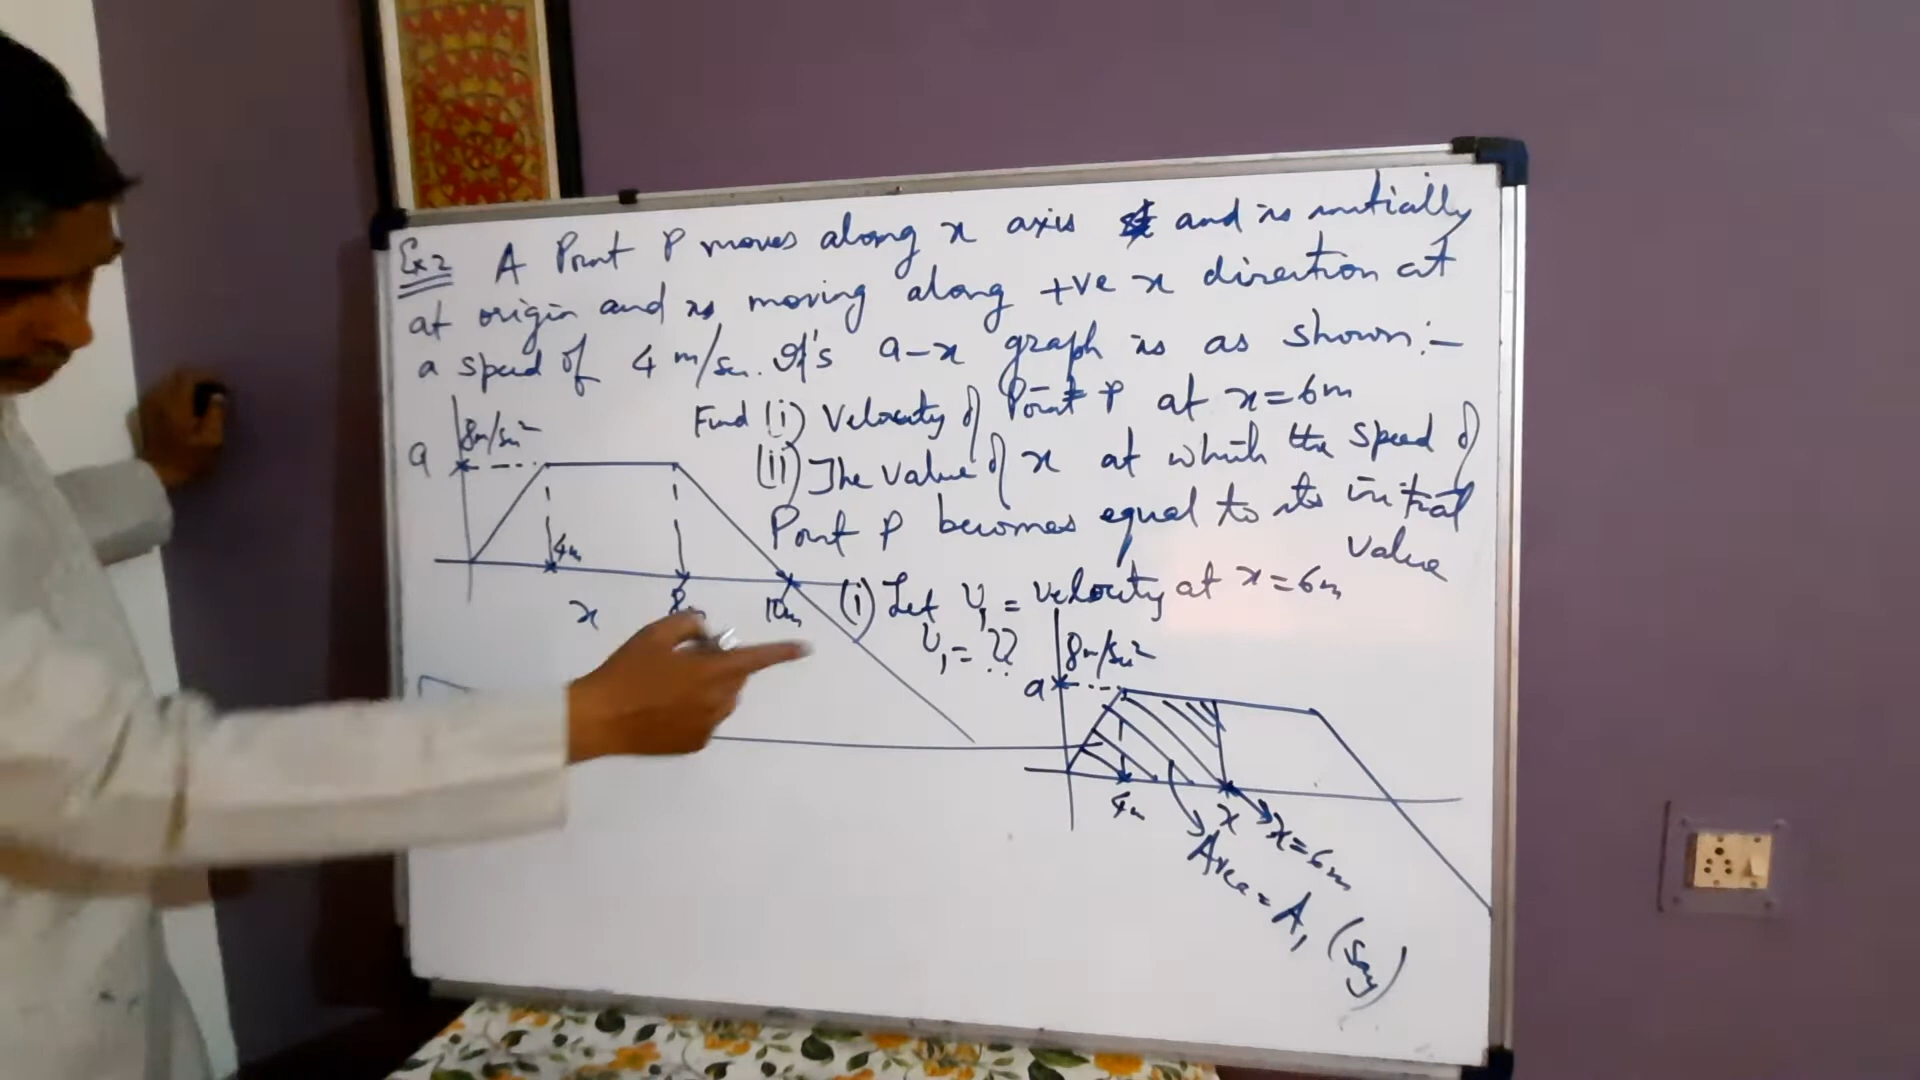 Ex 2 A Point P moves along x axis and is initially
at origin and is moving along +ve x direction at
a speed of 4 m/sec. It's a-x graph is as shown:-
Find (i) Velocity of Point P at x=6m
(ii) The value of x at which the speed of
Point P becomes equal to its initial
value
a 8m/sec²
4m
x 8m 10m
(i) Let v₁ = velocity at x=6m
v₁ = ??
8m/sec²
a
4m x x=6m
Area = A₁ (say)